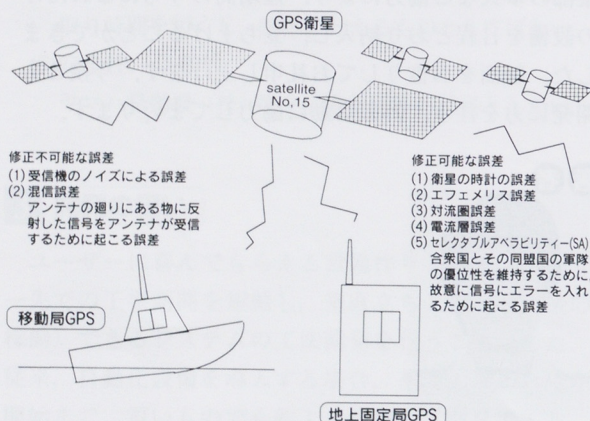 GPS衛星
satellite
No,15
修正不可能な誤差
(1) 受信機のノイズによる誤差
(2) 混信誤差
アンテナの廻りにある物に反
射した信号をアンテナが受信
するために起こる誤差
修正可能な誤差
(1) 衛星の時計の誤差
(2) エフェメリス誤差
(3) 対流圏誤差
(4) 電流層誤差
(5) セレクタブルアベラビリティー(SA)
合衆国とその同盟国の軍隊
の優位性を維持するために
故意に信号にエラーを入れ
るために起こる誤差
移動局GPS
地上固定局GPS